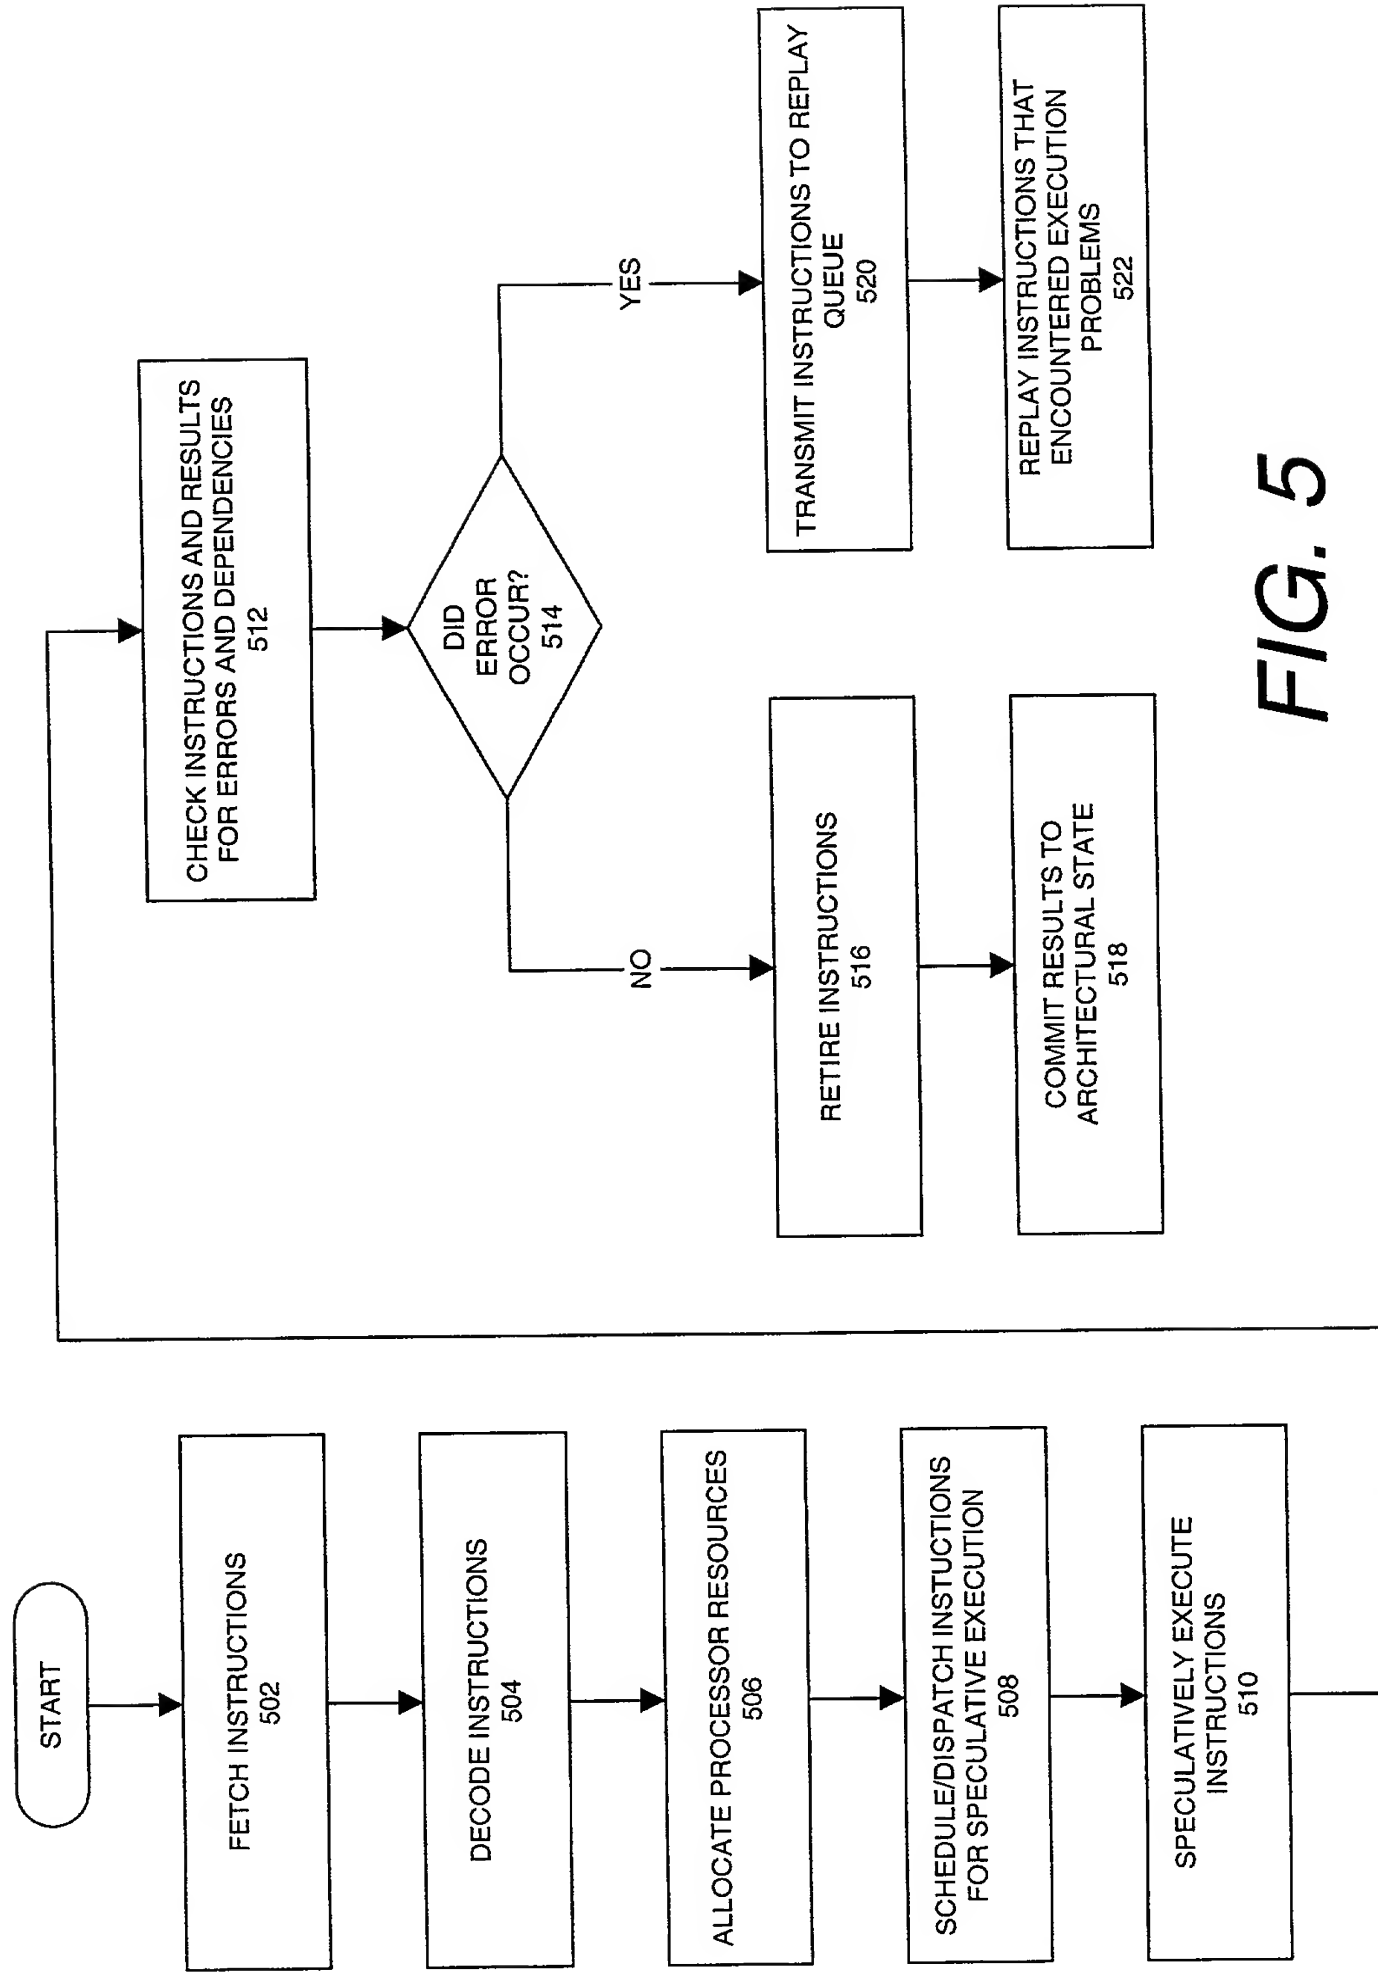 START
FETCH INSTRUCTIONS
502
DECODE INSTRUCTIONS
504
ALLOCATE PROCESSOR RESOURCES
506
SCHEDULE/DISPATCH INSTUCTIONS
FOR SPECULATIVE EXECUTION
508
SPECULATIVELY EXECUTE
INSTRUCTIONS
510
CHECK INSTRUCTIONS AND RESULTS
FOR ERRORS AND DEPENDENCIES
512
DID
ERROR
OCCUR?
514
NO
YES
RETIRE INSTRUCTIONS
516
COMMIT RESULTS TO
ARCHITECTURAL STATE
518
TRANSMIT INSTRUCTIONS TO REPLAY
QUEUE
520
REPLAY INSTRUCTIONS THAT
ENCOUNTERED EXECUTION
PROBLEMS
522
FIG. 5